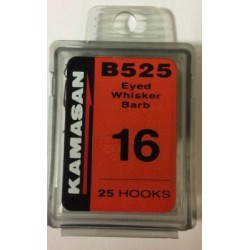 KAMASAN
B525
Eyed
Whisker
Barb
16
25 HOOKS